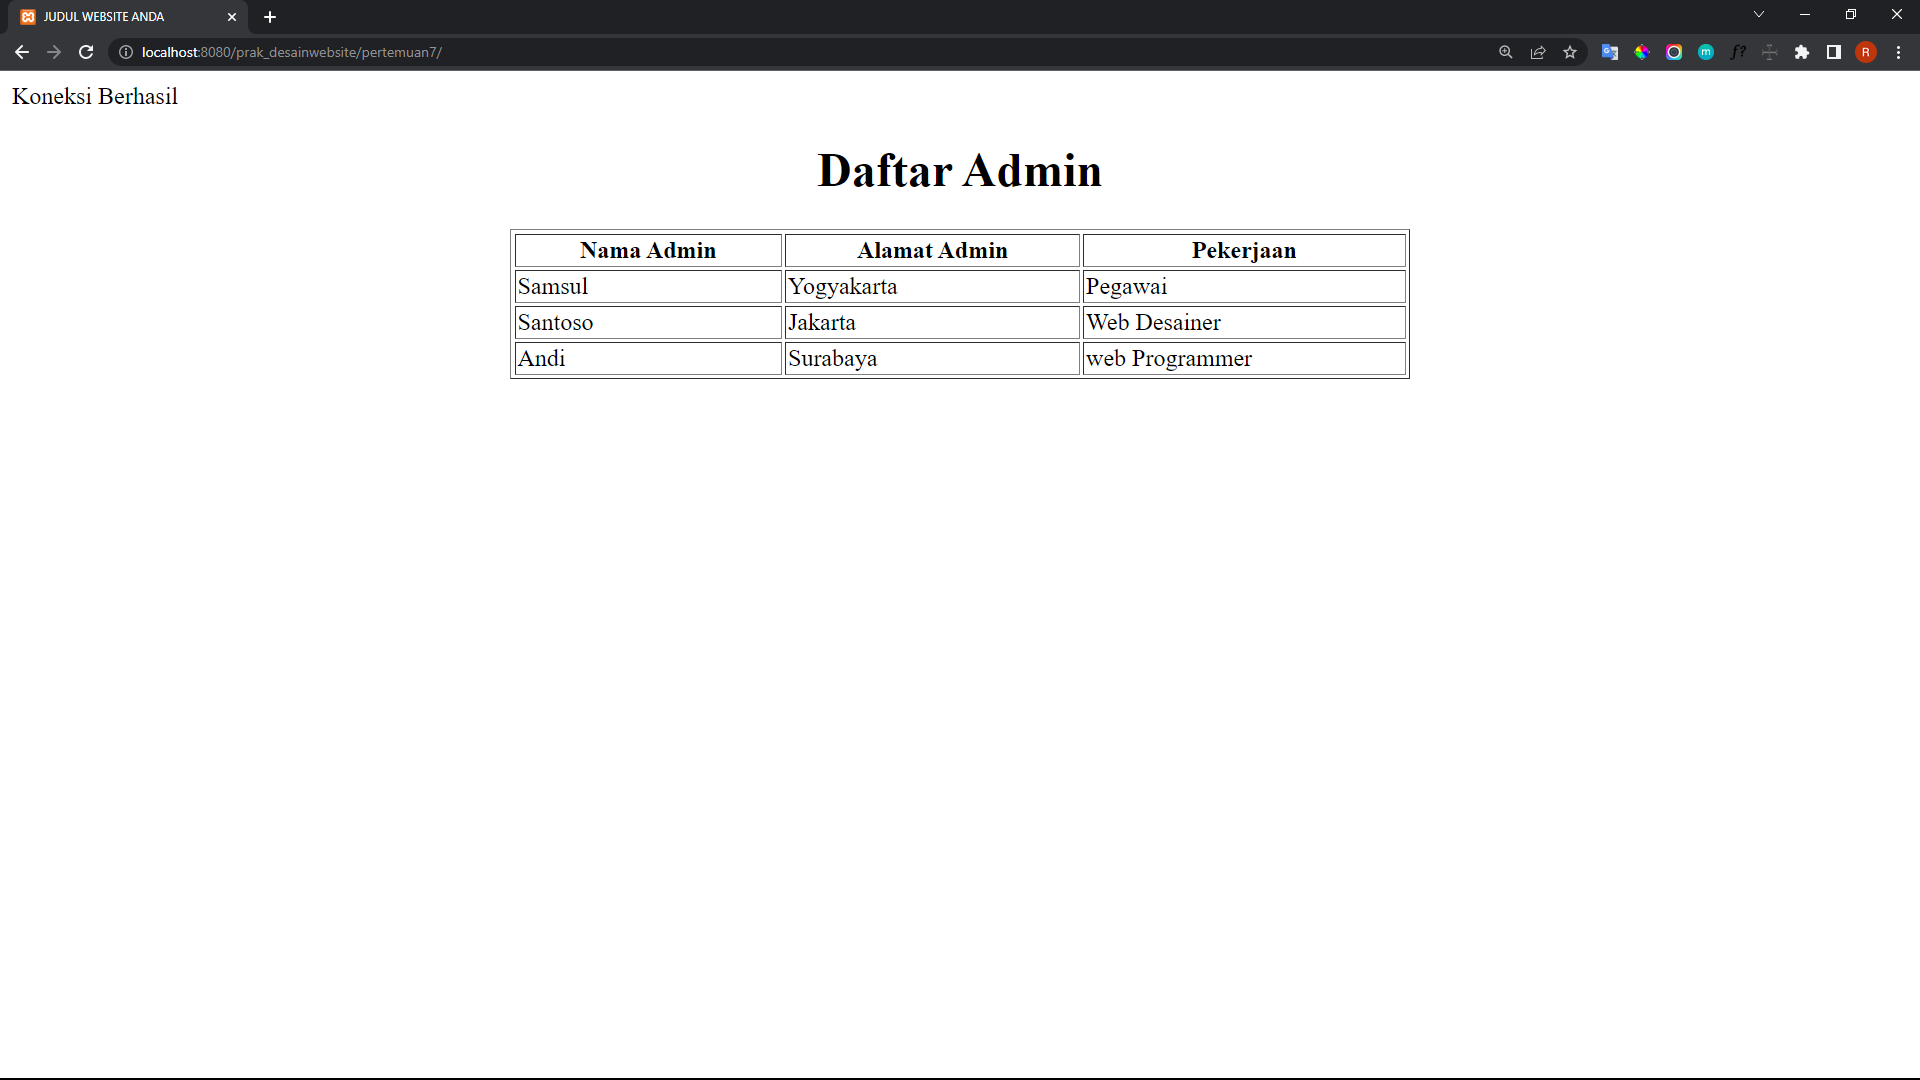 JUDUL WEBSITE ANDA
localhost:8080/prak_desainwebsite/pertemuan7/
m
f?
R
Koneksi Berhasil
Daftar Admin
Nama Admin Alamat Admin Pekerjaan
Samsul Yogyakarta Pegawai
Santoso Jakarta Web Desainer
Andi Surabaya web Programmer